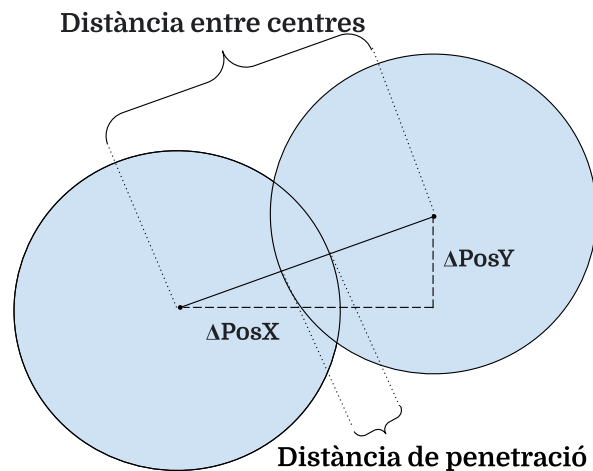 Distància entre centres
ΔPosY
ΔPosX
Distància de penetració